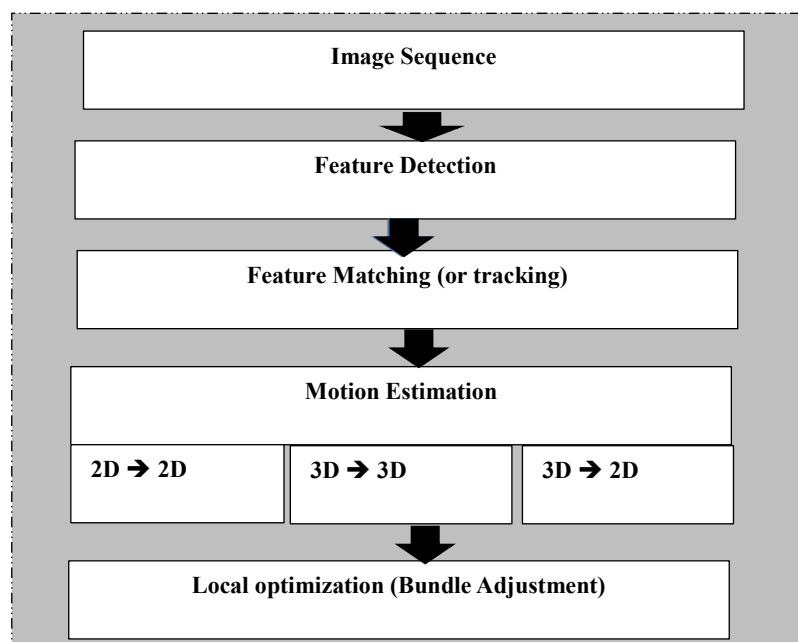 Image Sequence
Feature Detection
Feature Matching (or tracking)
Motion Estimation
2D ➔ 2D
3D ➔ 3D
3D ➔ 2D
Local optimization (Bundle Adjustment)